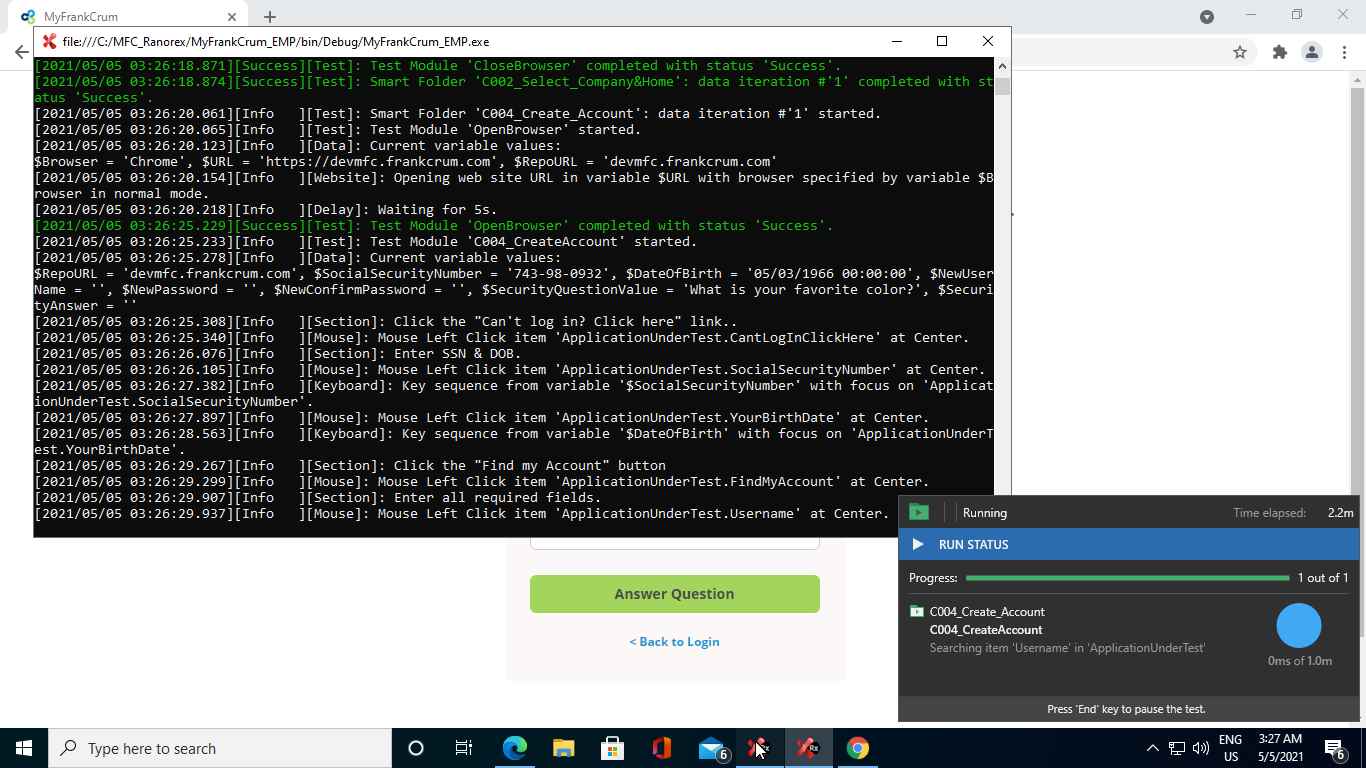 MyFrankCrum
file:///C:/MFC_Ranorex/MyFrankCrum_EMP/bin/Debug/MyFrankCrum_EMP.exe
[2021/05/05 03:26:18.871][Success][Test]: Test Module 'CloseBrowser' completed with status 'Success'.
[2021/05/05 03:26:18.874][Success][Test]: Smart Folder 'C002_Select_Company&Home': data iteration #'1' completed with st
atus 'Success'.
[2021/05/05 03:26:20.061][Info   ][Test]: Smart Folder 'C004_Create_Account': data iteration #'1' started.
[2021/05/05 03:26:20.065][Info   ][Test]: Test Module 'OpenBrowser' started.
[2021/05/05 03:26:20.123][Info   ][Data]: Current variable values:
$Browser = 'Chrome', $URL = 'https://devmfc.frankcrum.com', $RepoURL = 'devmfc.frankcrum.com'
[2021/05/05 03:26:20.154][Info   ][Website]: Opening web site URL in variable $URL with browser specified by variable $B
rowser in normal mode.
[2021/05/05 03:26:20.218][Info   ][Delay]: Waiting for 5s.
[2021/05/05 03:26:25.229][Success][Test]: Test Module 'OpenBrowser' completed with status 'Success'.
[2021/05/05 03:26:25.233][Info   ][Test]: Test Module 'C004_CreateAccount' started.
[2021/05/05 03:26:25.278][Info   ][Data]: Current variable values:
$RepoURL = 'devmfc.frankcrum.com', $SocialSecurityNumber = '743-98-0932', $DateOfBirth = '05/03/1966 00:00:00', $NewUser
Name = '', $NewPassword = '', $NewConfirmPassword = '', $SecurityQuestionValue = 'What is your favorite color?', $Securi
tyAnswer = ''
[2021/05/05 03:26:25.308][Info   ][Section]: Click the "Can't log in? Click here" link..
[2021/05/05 03:26:25.340][Info   ][Mouse]: Mouse Left Click item 'ApplicationUnderTest.CantLogInClickHere' at Center.
[2021/05/05 03:26:26.076][Info   ][Section]: Enter SSN & DOB.
[2021/05/05 03:26:26.105][Info   ][Mouse]: Mouse Left Click item 'ApplicationUnderTest.SocialSecurityNumber' at Center.
[2021/05/05 03:26:27.382][Info   ][Keyboard]: Key sequence from variable '$SocialSecurityNumber' with focus on 'Applicat
ionUnderTest.SocialSecurityNumber'.
[2021/05/05 03:26:27.897][Info   ][Mouse]: Mouse Left Click item 'ApplicationUnderTest.YourBirthDate' at Center.
[2021/05/05 03:26:28.563][Info   ][Keyboard]: Key sequence from variable '$DateOfBirth' with focus on 'ApplicationUnderT
est.YourBirthDate'.
[2021/05/05 03:26:29.267][Info   ][Section]: Click the "Find my Account" button
[2021/05/05 03:26:29.299][Info   ][Mouse]: Mouse Left Click item 'ApplicationUnderTest.FindMyAccount' at Center.
[2021/05/05 03:26:29.907][Info   ][Section]: Enter all required fields.
[2021/05/05 03:26:29.937][Info   ][Mouse]: Mouse Left Click item 'ApplicationUnderTest.Username' at Center.
Answer Question
< Back to Login
Running
Time elapsed: 2.2m
RUN STATUS
Progress: 1 out of 1
C004_Create_Account
C004_CreateAccount
Searching item 'Username' in 'ApplicationUnderTest'
0ms of 1.0m
Press 'End' key to pause the test.
Type here to search
6
Rx
Rx
ENG
US
3:27 AM
5/5/2021
6